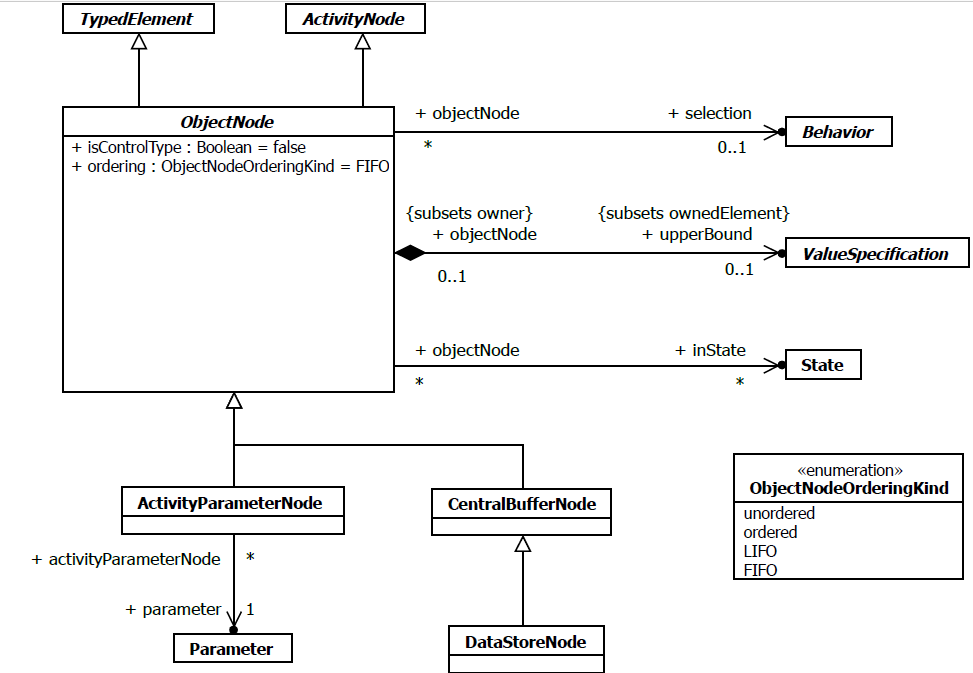 TypedElement
ActivityNode
ObjectNode
+ isControlType : Boolean = false
+ ordering : ObjectNodeOrderingKind = FIFO
+ objectNode
+ selection
*
0..1
Behavior
{subsets owner}
{subsets ownedElement}
+ objectNode
+ upperBound
0..1
0..1
ValueSpecification
+ objectNode
+ inState
*
*
State
ActivityParameterNode
CentralBufferNode
«enumeration»
ObjectNodeOrderingKind
unordered
ordered
LIFO
FIFO
+ activityParameterNode
*
+ parameter
1
Parameter
DataStoreNode